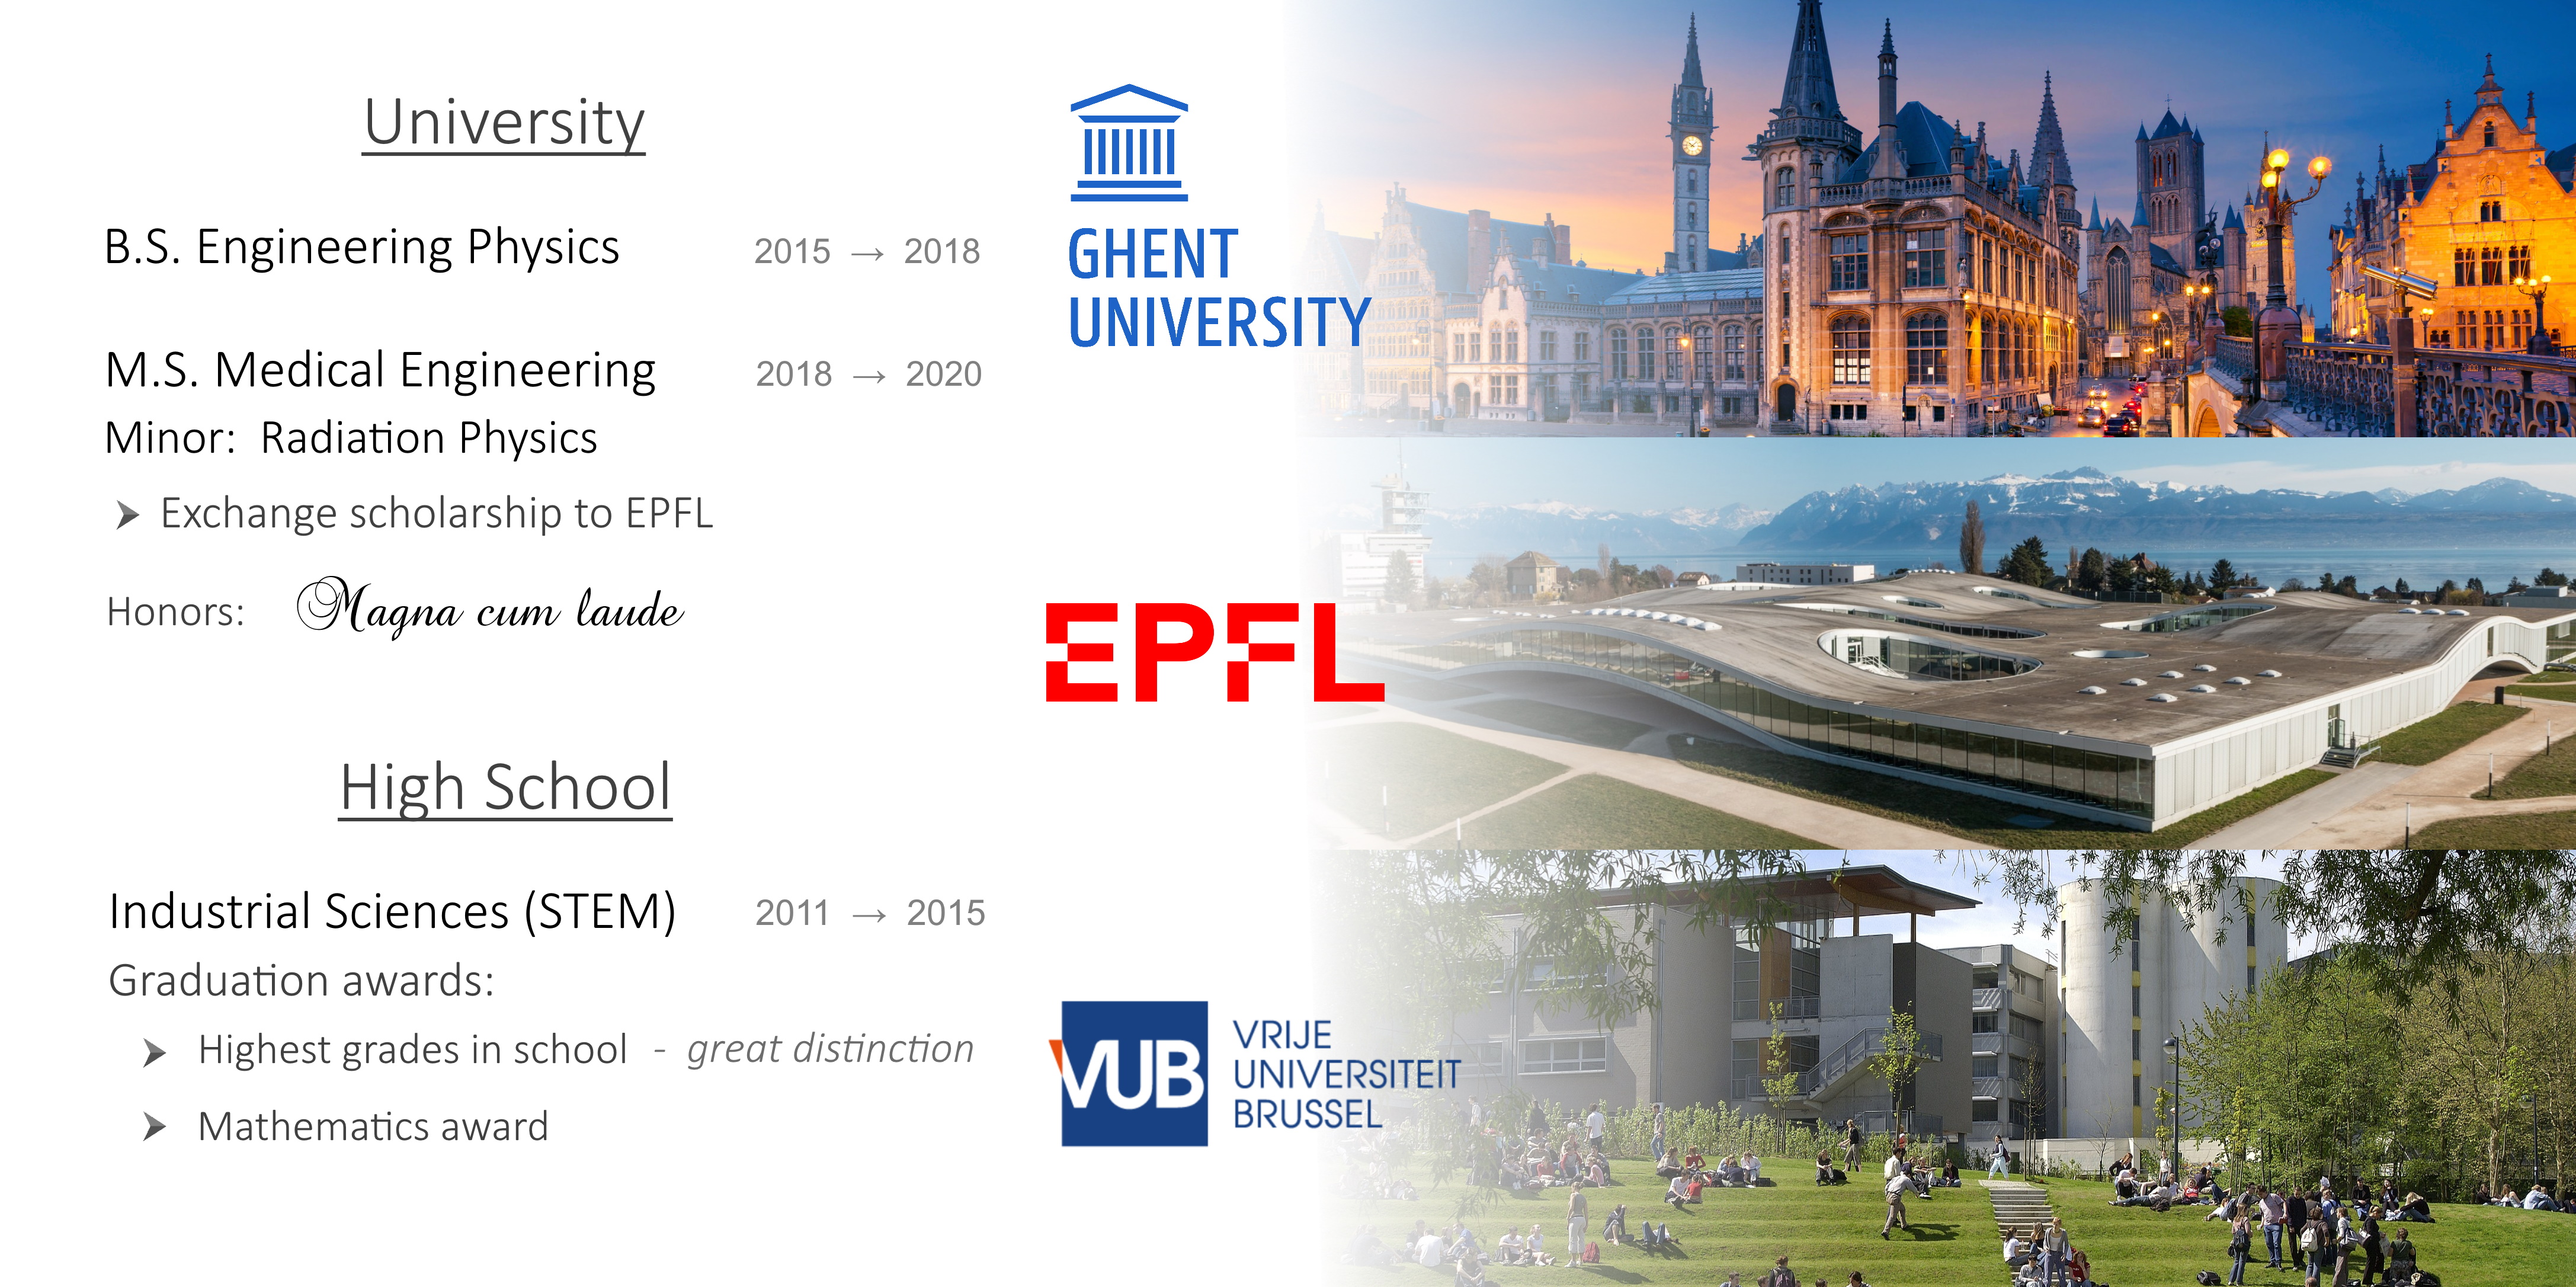 University
B.S. Engineering Physics 2015 → 2018
M.S. Medical Engineering 2018 → 2020
Minor: Radiation Physics
➤ Exchange scholarship to EPFL
Honors: Magna cum laude
High School
Industrial Sciences (STEM) 2011 → 2015
Graduation awards:
➤ Highest grades in school - great distinction
➤ Mathematics award
GHENT
UNIVERSITY
EPFL
VUB
VRIJE
UNIVERSITEIT
BRUSSEL